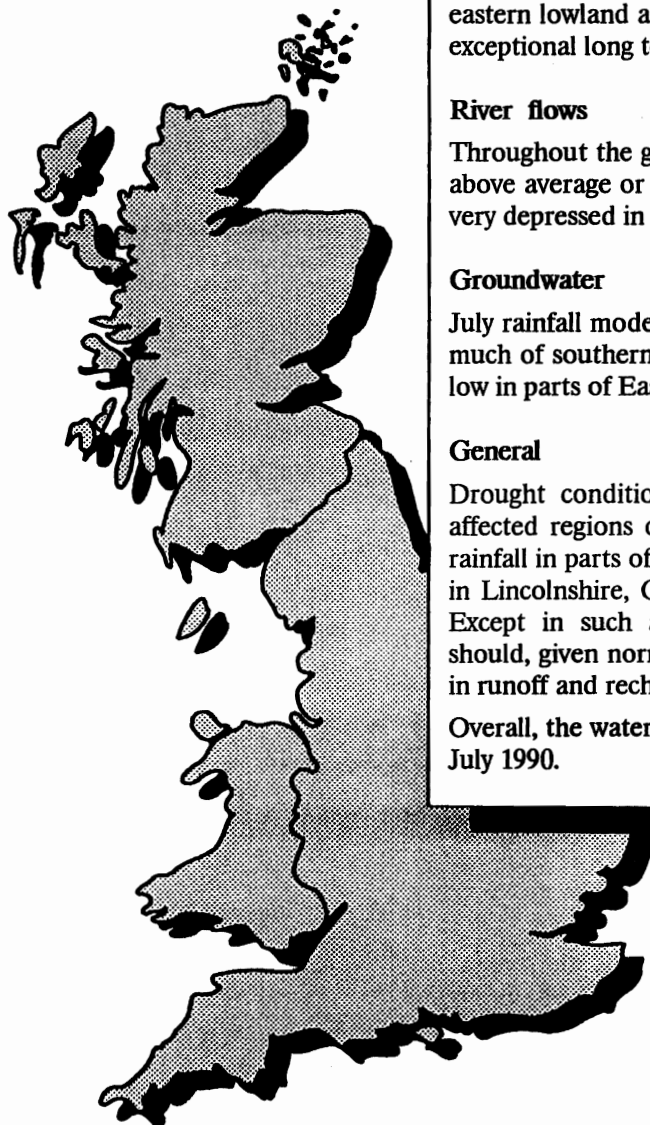 eastern lowland a
exceptional long t
River flows
Throughout the g
above average or
very depressed in
Groundwater
July rainfall mode
much of southern
low in parts of Eas
General
Drought conditio
affected regions
rainfall in parts of
in Lincolnshire,
Except in such
should, given nor
in runoff and rech
Overall, the water
July 1990.